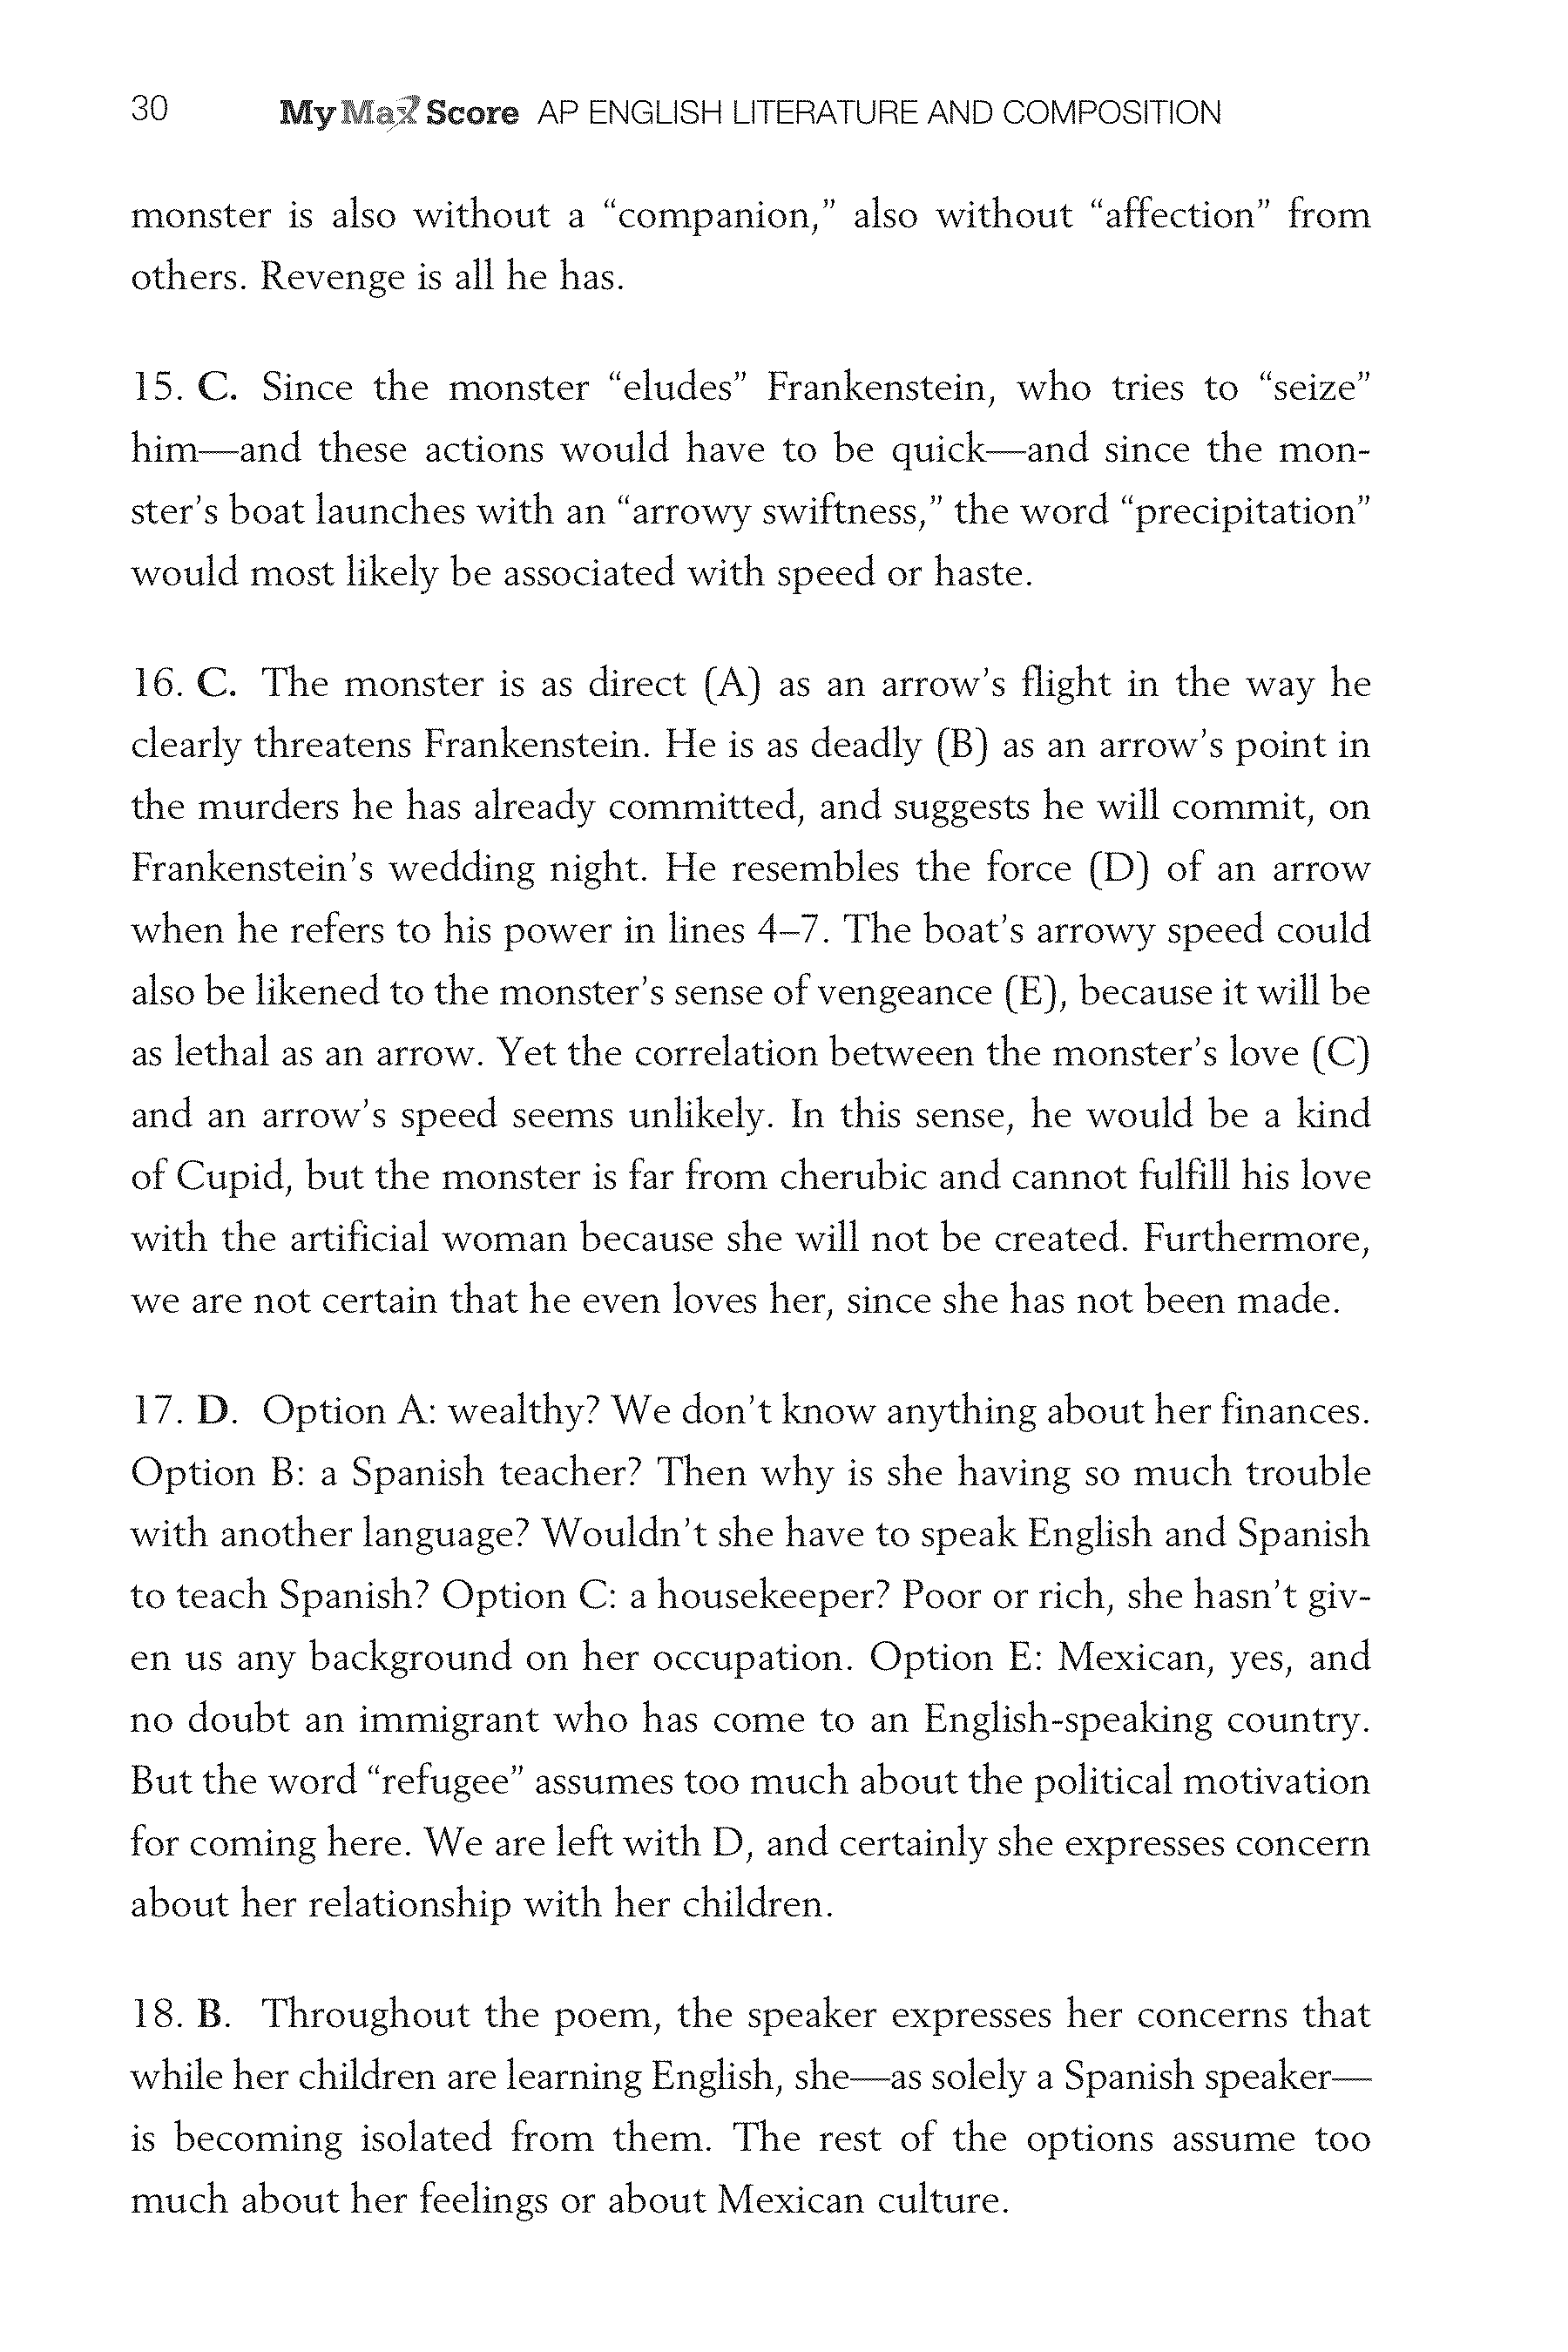 30 My Max Score AP ENGLISH LITERATURE AND COMPOSITION
monster is also without a “companion,” also without “affection” from
others. Revenge is all he has.
15. C. Since the monster “eludes” Frankenstein, who tries to “seize”
him—and these actions would have to be quick—and since the mon-
ster’s boat launches with an “arrowy swiftness,” the word “precipitation”
would most likely be associated with speed or haste.
16. C. The monster is as direct (A) as an arrow’s flight in the way he
clearly threatens Frankenstein. He is as deadly (B) as an arrow’s point in
the murders he has already committed, and suggests he will commit, on
Frankenstein’s wedding night. He resembles the force (D) of an arrow
when he refers to his power in lines 4–7. The boat’s arrowy speed could
also be likened to the monster’s sense of vengeance (E), because it will be
as lethal as an arrow. Yet the correlation between the monster’s love (C)
and an arrow’s speed seems unlikely. In this sense, he would be a kind
of Cupid, but the monster is far from cherubic and cannot fulfill his love
with the artificial woman because she will not be created. Furthermore,
we are not certain that he even loves her, since she has not been made.
17. D. Option A: wealthy? We don’t know anything about her finances.
Option B: a Spanish teacher? Then why is she having so much trouble
with another language? Wouldn’t she have to speak English and Spanish
to teach Spanish? Option C: a housekeeper? Poor or rich, she hasn’t giv-
en us any background on her occupation. Option E: Mexican, yes, and
no doubt an immigrant who has come to an English-speaking country.
But the word “refugee” assumes too much about the political motivation
for coming here. We are left with D, and certainly she expresses concern
about her relationship with her children.
18. B. Throughout the poem, the speaker expresses her concerns that
while her children are learning English, she—as solely a Spanish speaker—
is becoming isolated from them. The rest of the options assume too
much about her feelings or about Mexican culture.